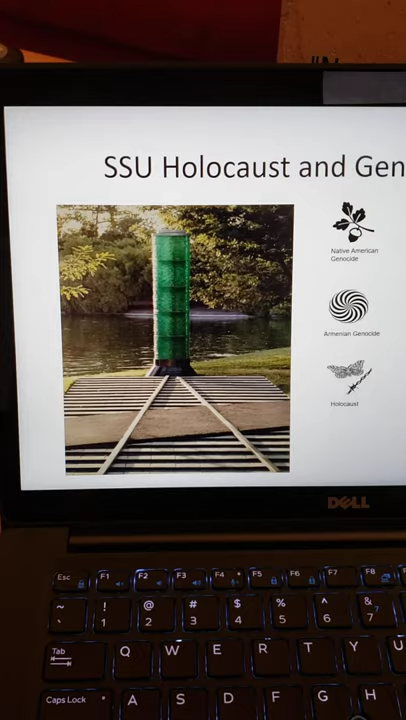 SSU Holocaust and Gen
Native American
Genocide
Armenian Genocide
Holocaust
DELL
Esc F1 F2 F3 F4 F5 F6 F7 F8
~ ! @ # $ % ^ &
` 1 2 3 4 5 6 7
Tab Q W E R T Y U
Caps Lock A S D F G H